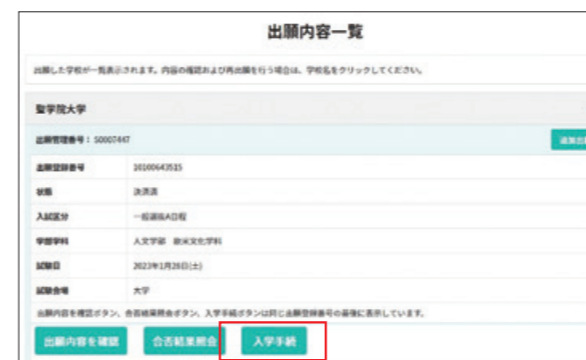 出願内容一覧
出願した学校が一覧表示されます。内容の確認および再出願を行う場合は、学校名をクリックしてください。
聖学院大学
出願管理番号：S0007447
出願登録番号 10100643515
状態 決済済
入試区分 一般選抜A日程
学部学科 人文学部 欧米文化学科
試験日 2023年1月28日(土)
試験会場 大学
出願内容を確認ボタン、合否結果照会ボタン、入学手続ボタンは同じ出願登録番号の最後に表示しています。
出願内容を確認 合否結果照会 入学手続